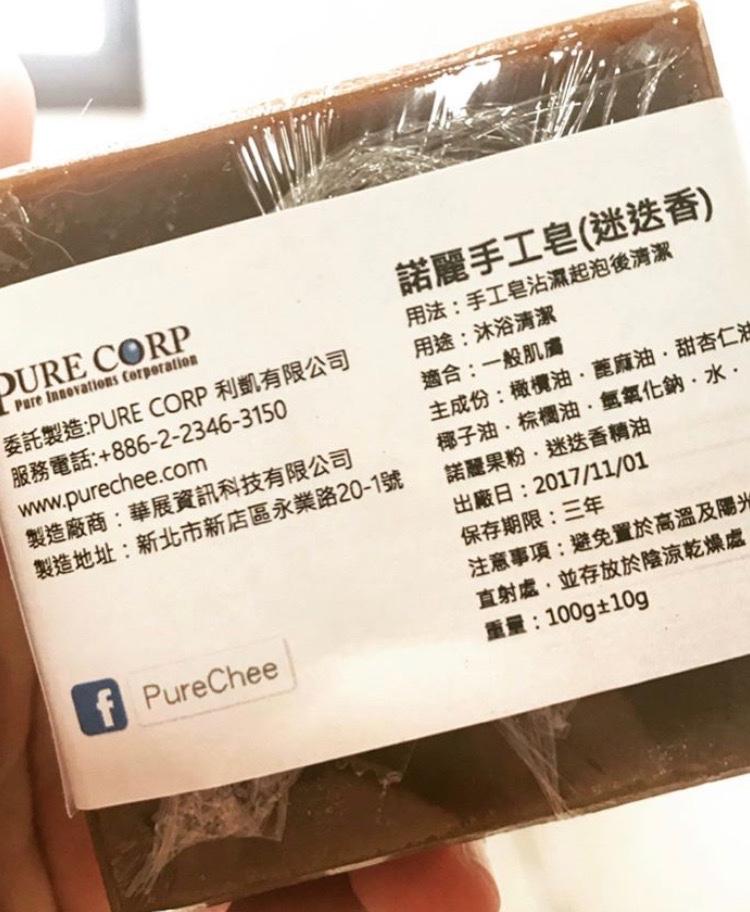 PURE CORP
Pure Innovations Corporation
委託製造:PURE CORP 利凱有限公司
服務電話:+886-2-2346-3150
www.purechee.com
製造廠商：華展資訊科技有限公司
製造地址：新北市新店區永業路20-1號
PureChee
諾麗手工皂(迷迭香)
用法：手工皂沾濕起泡後清潔
用途：沐浴清潔
適合：一般肌膚
主成份：橄欖油．蓖麻油．甜杏仁油
椰子油．棕櫚油．氫氧化鈉．水．
諾麗果粉．迷迭香精油
出廠日：2017/11/01
保存期限：三年
注意事項：避免置於高溫及陽光
直射處．並存放於陰涼乾燥處
重量：100g±10g